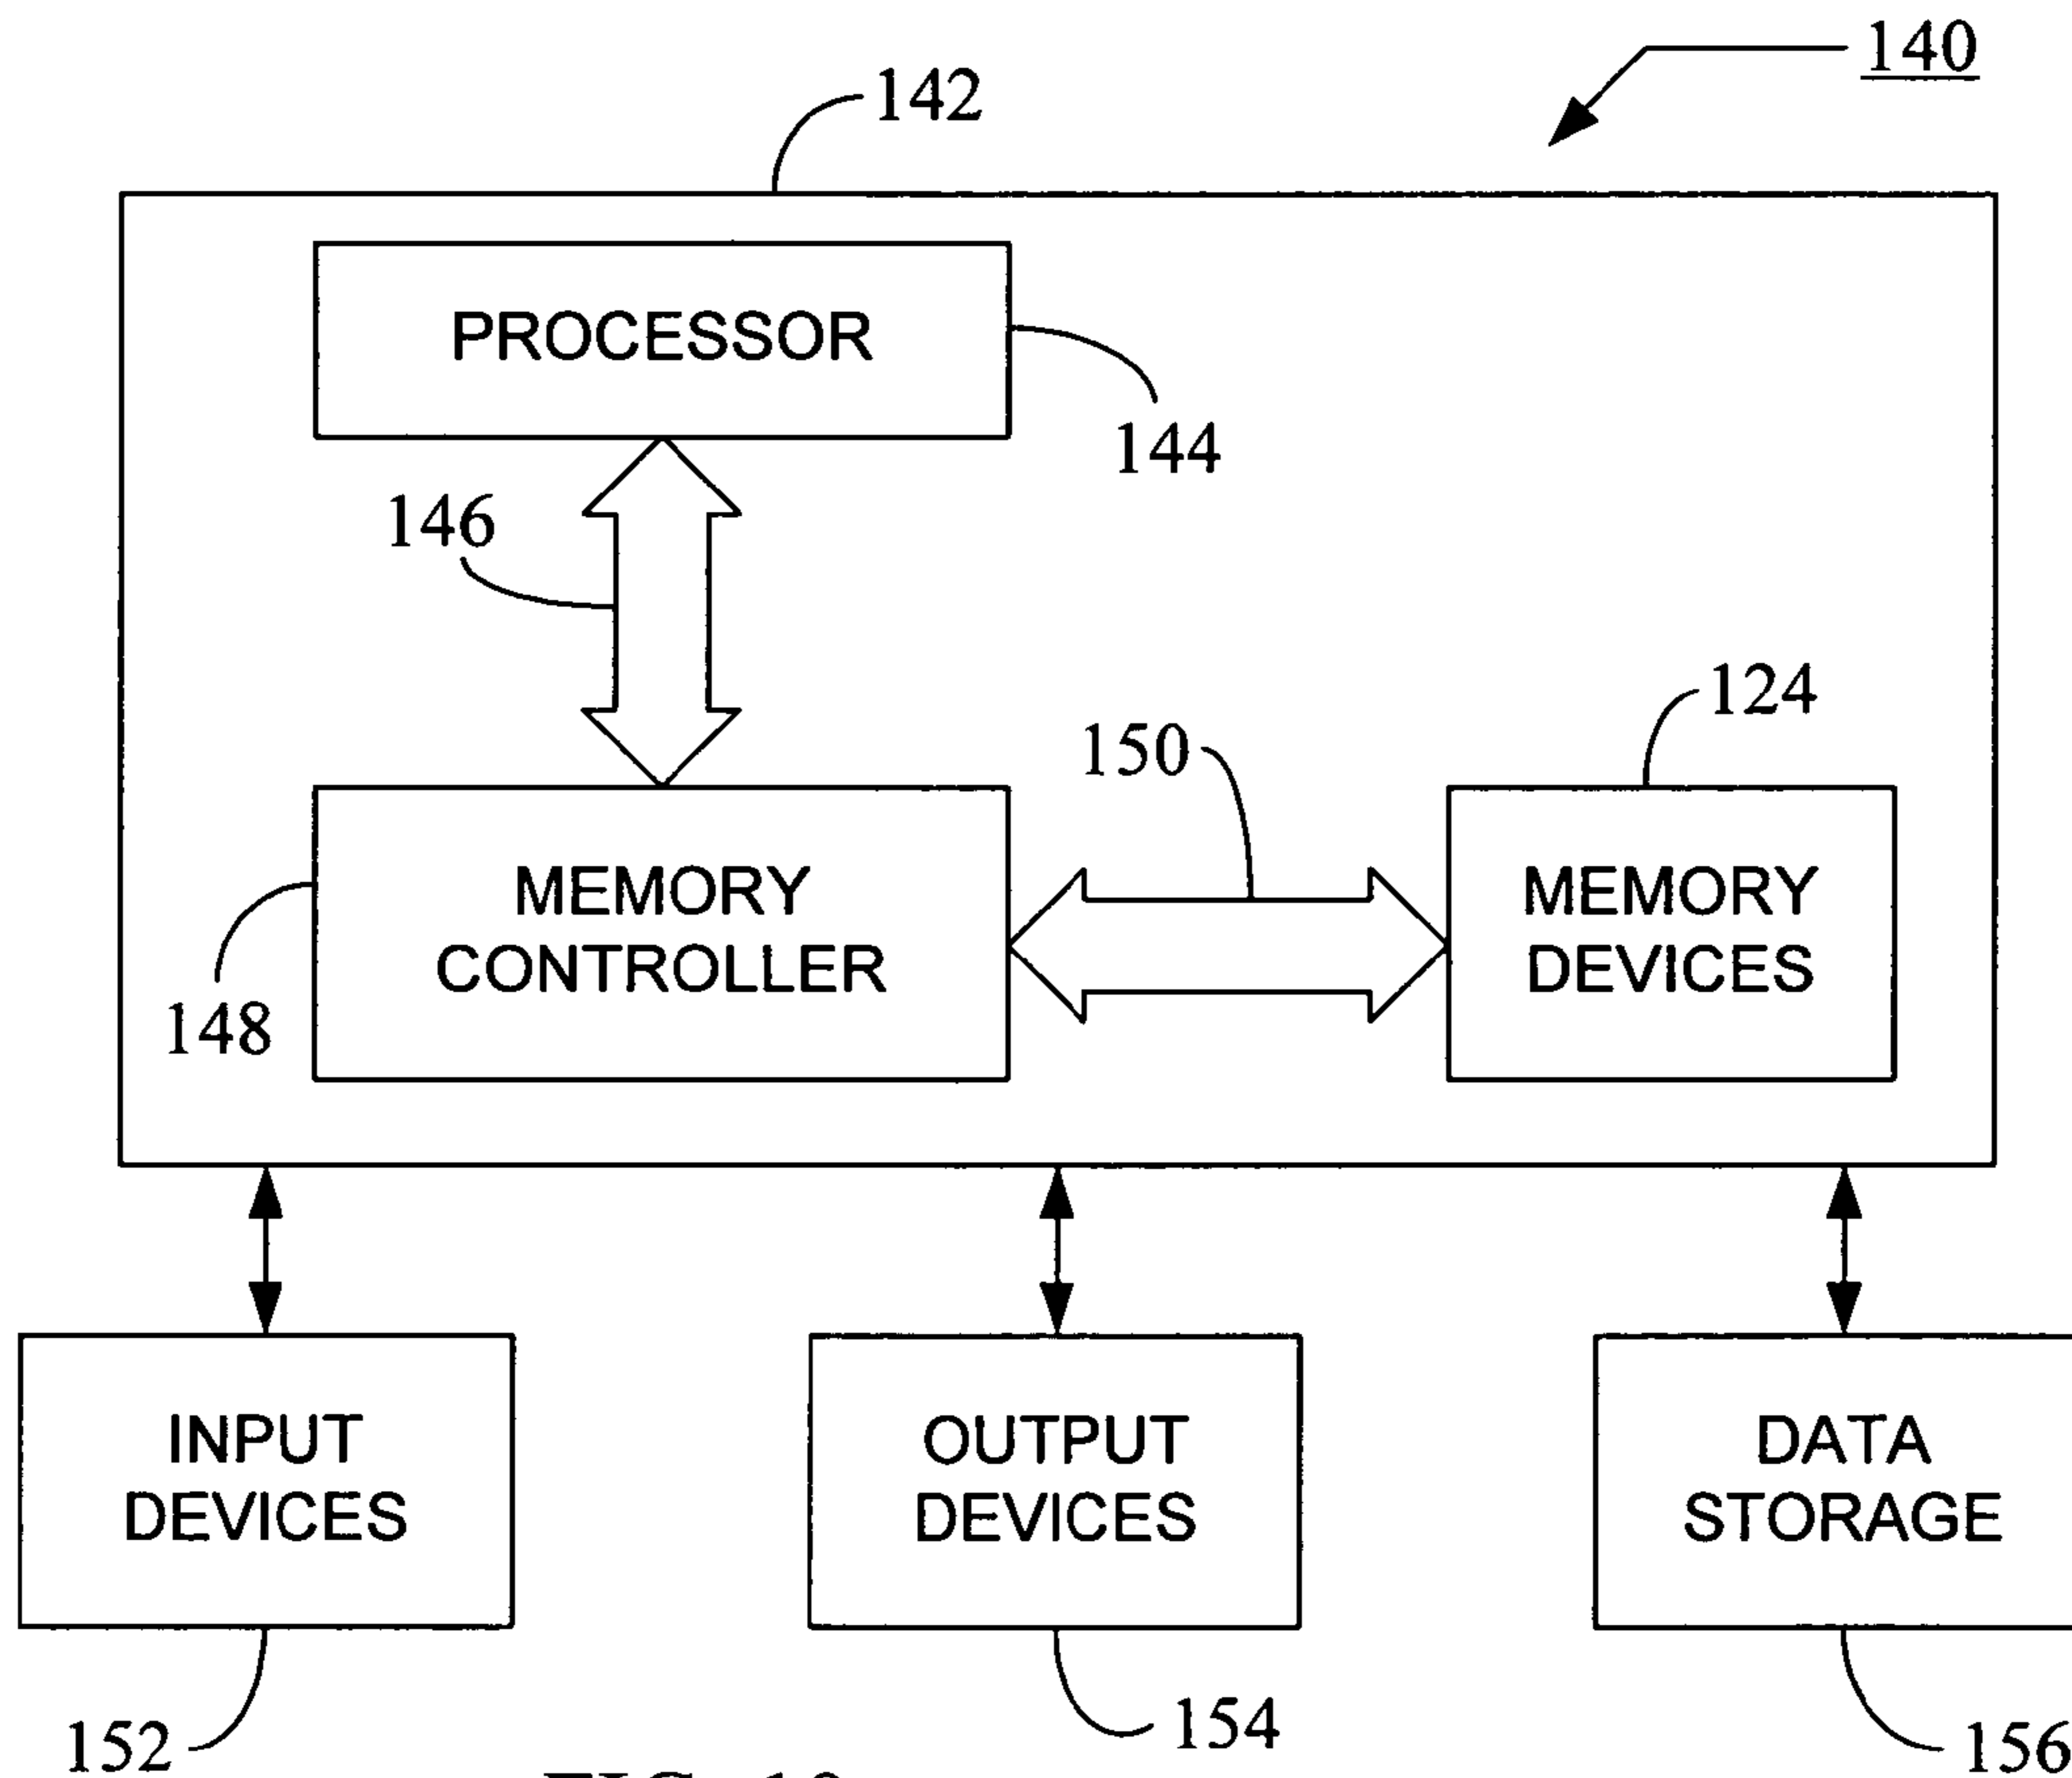 140
142
PROCESSOR
144
146
124
150
MEMORY
CONTROLLER
MEMORY
DEVICES
148
INPUT
DEVICES
OUTPUT
DEVICES
DATA
STORAGE
152
154
156